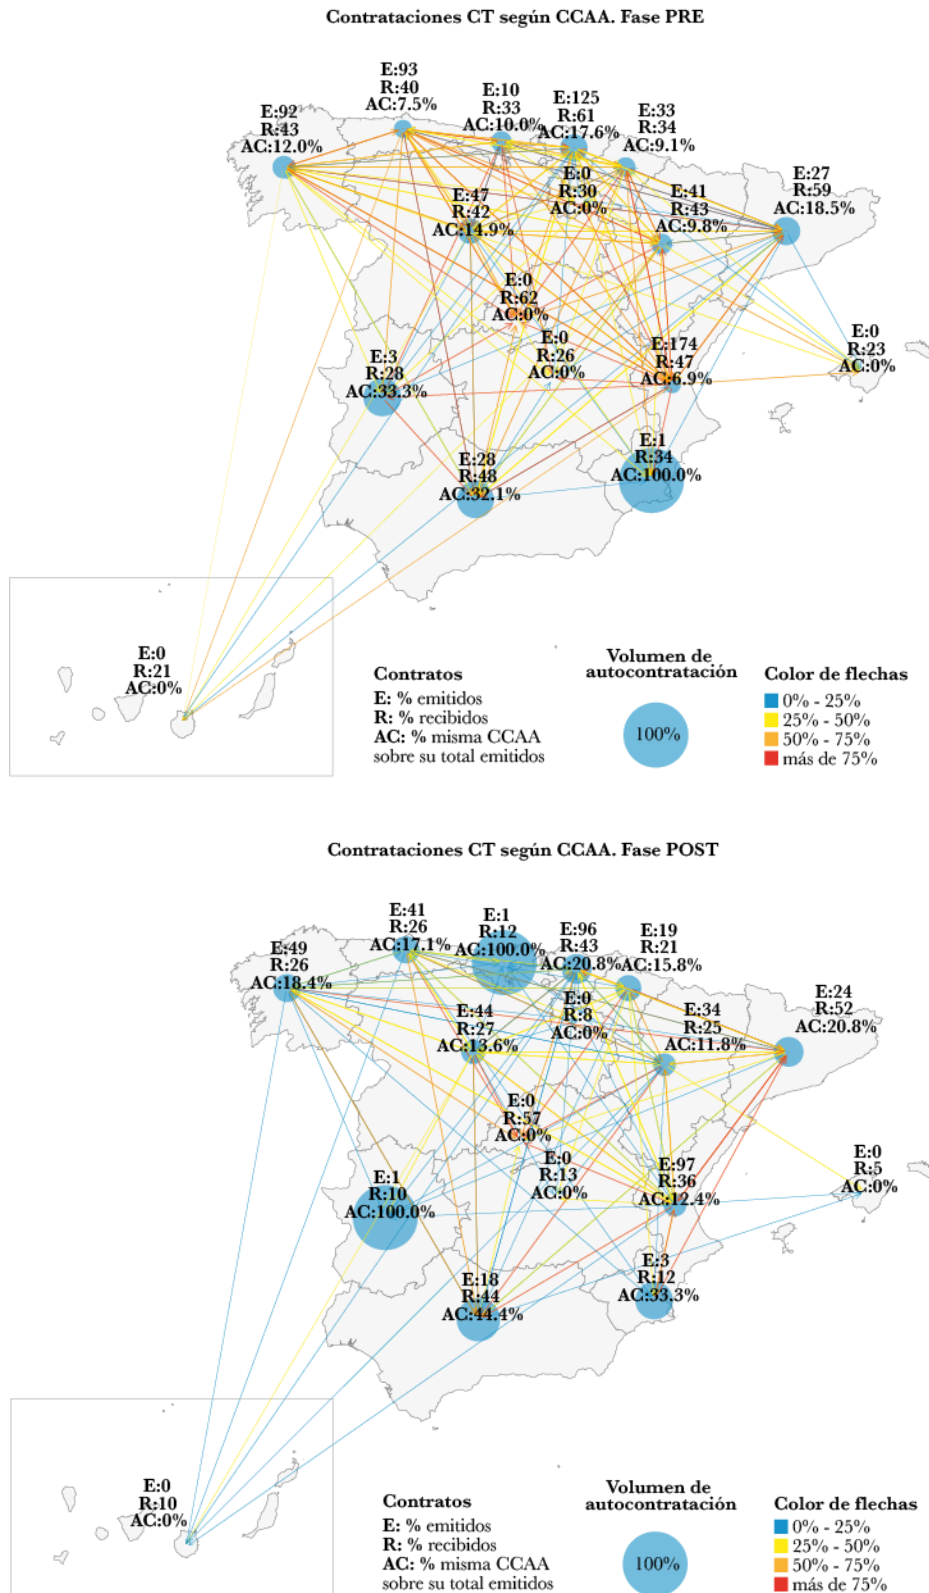 Contrataciones CT según CCAA. Fase PRE
E:93
R:40
AC:7.5%
E:10
R:33
AC:10.0%
E:125
R:61
AC:17.6%
E:33
R:34
AC:9.1%
E:92
R:43
AC:12.0%
E:0
R:30
AC:0%
E:27
R:59
AC:18.5%
E:47
R:42
AC:14.9%
E:41
R:43
AC:9.8%
E:0
R:62
AC:0%
E:0
R:26
AC:0%
E:0
R:23
AC:0%
E:174
R:47
AC:6.9%
E:3
R:28
AC:33.3%
E:28
R:48
AC:32.1%
E:1
R:34
AC:100.0%
E:0
R:21
AC:0%
Contratos
E: % emitidos
R: % recibidos
AC: % misma CCAA
sobre su total emitidos
Volumen de
autocontratación
100%
Color de flechas
0% - 25%
25% - 50%
50% - 75%
más de 75%
Contrataciones CT según CCAA. Fase POST
E:41
R:26
AC:17.1%
E:1
R:12
AC:100.0%
E:96
R:43
AC:20.8%
E:19
R:21
AC:15.8%
E:49
R:26
AC:18.4%
E:0
R:8
AC:0%
E:24
R:52
AC:20.8%
E:44
R:27
AC:13.6%
E:34
R:25
AC:11.8%
E:0
R:57
AC:0%
E:0
R:13
AC:0%
E:0
R:5
AC:0%
E:97
R:36
AC:12.4%
E:1
R:10
AC:100.0%
E:18
R:44
AC:44.4%
E:3
R:12
AC:33.3%
E:0
R:10
AC:0%
Contratos
E: % emitidos
R: % recibidos
AC: % misma CCAA
sobre su total emitidos
Volumen de
autocontratación
100%
Color de flechas
0% - 25%
25% - 50%
50% - 75%
más de 75%